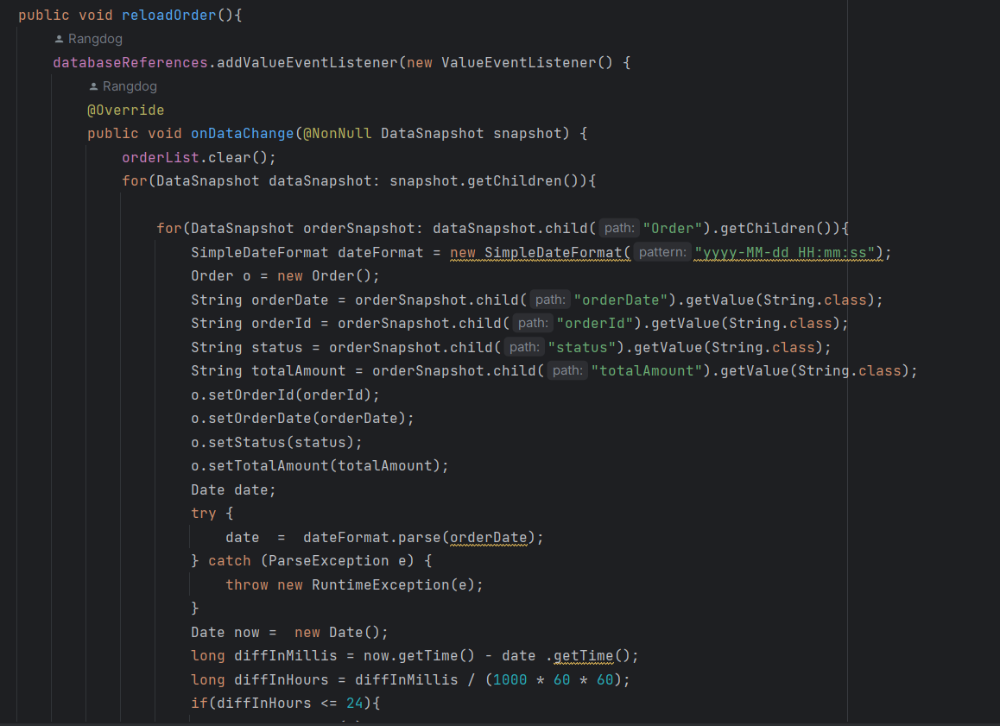 public void reloadOrder(){
Rangdog
databaseReferences.addValueEventListener(new ValueEventListener() {
Rangdog
@Override
public void onDataChange(@NonNull DataSnapshot snapshot) {
orderList.clear();
for(DataSnapshot dataSnapshot: snapshot.getChildren()){
for(DataSnapshot orderSnapshot: dataSnapshot.child( path: "Order").getChildren()){
SimpleDateFormat dateFormat = new SimpleDateFormat( pattern: "yyyy-MM-dd HH:mm:ss");
Order o = new Order();
String orderDate = orderSnapshot.child( path: "orderDate").getValue(String.class);
String orderId = orderSnapshot.child( path: "orderId").getValue(String.class);
String status = orderSnapshot.child( path: "status").getValue(String.class);
String totalAmount = orderSnapshot.child( path: "totalAmount").getValue(String.class);
o.setOrderId(orderId);
o.setOrderDate(orderDate);
o.setStatus(status);
o.setTotalAmount(totalAmount);
Date date;
try {
date  =  dateFormat.parse(orderDate);
} catch (ParseException e) {
throw new RuntimeException(e);
}
Date now =  new Date();
long diffInMillis = now.getTime() - date .getTime();
long diffInHours = diffInMillis / (1000 * 60 * 60);
if(diffInHours <= 24){